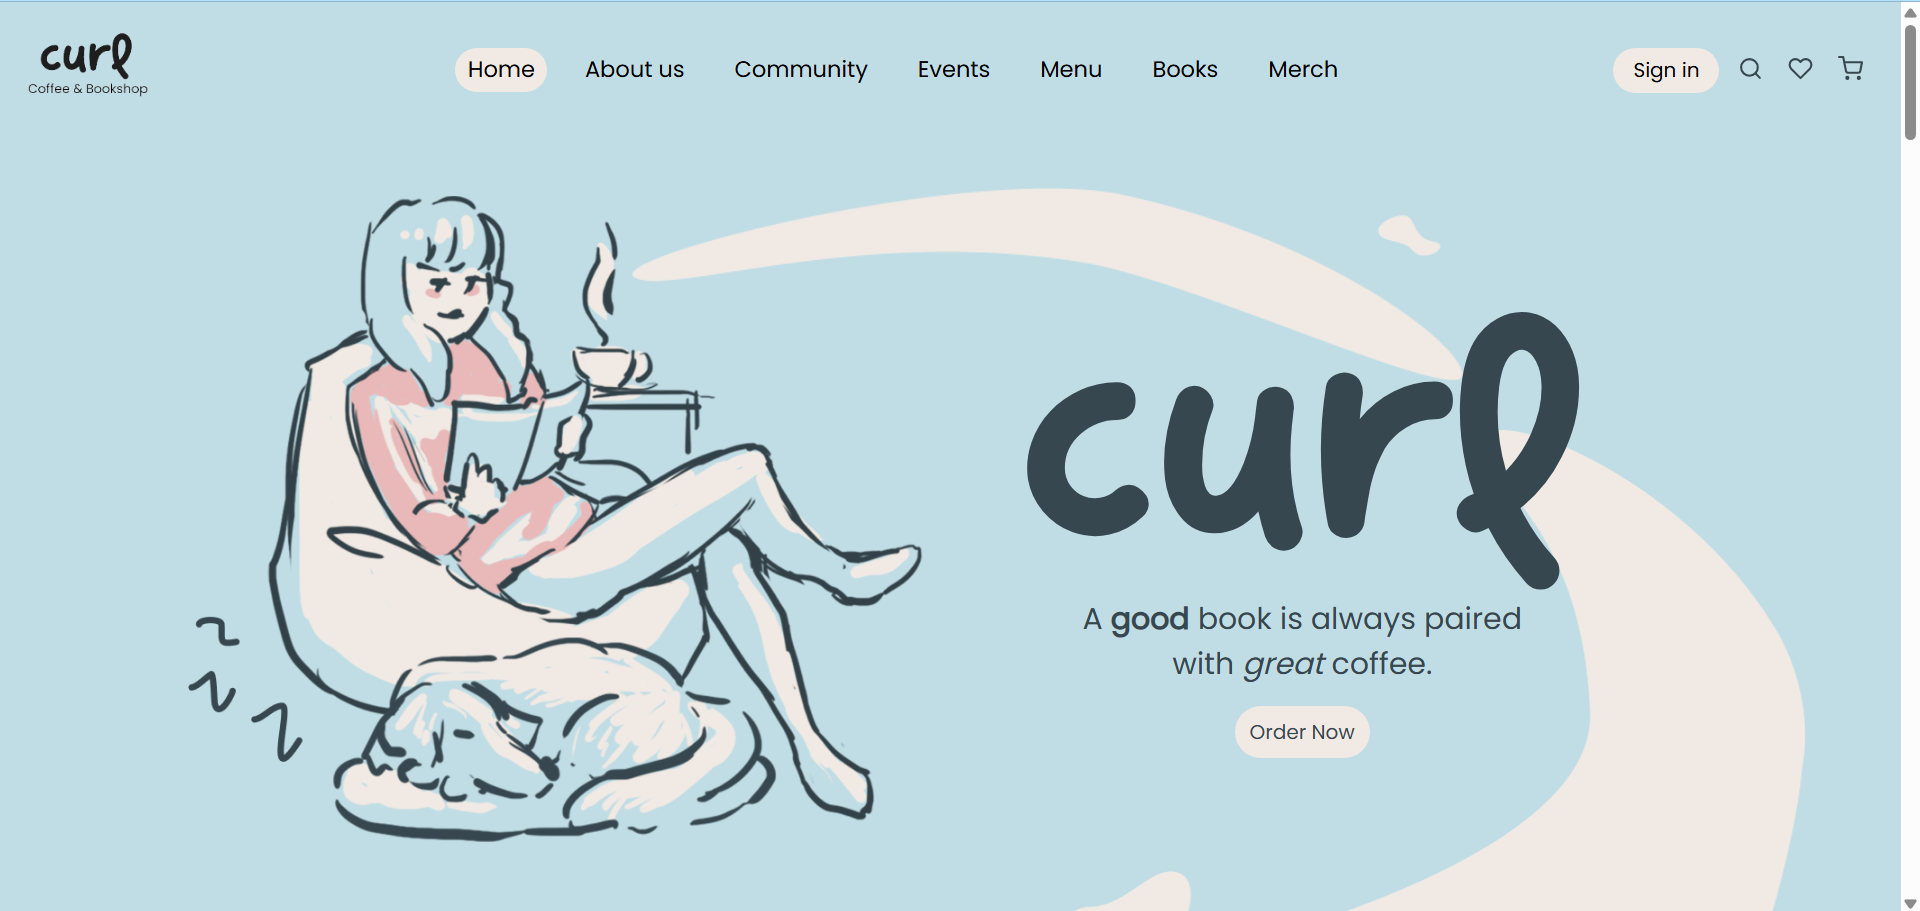 curl
Coffee & Bookshop
Home About us Community Events Menu Books Merch
Sign in
curl
A good book is always paired
with great coffee.
Order Now